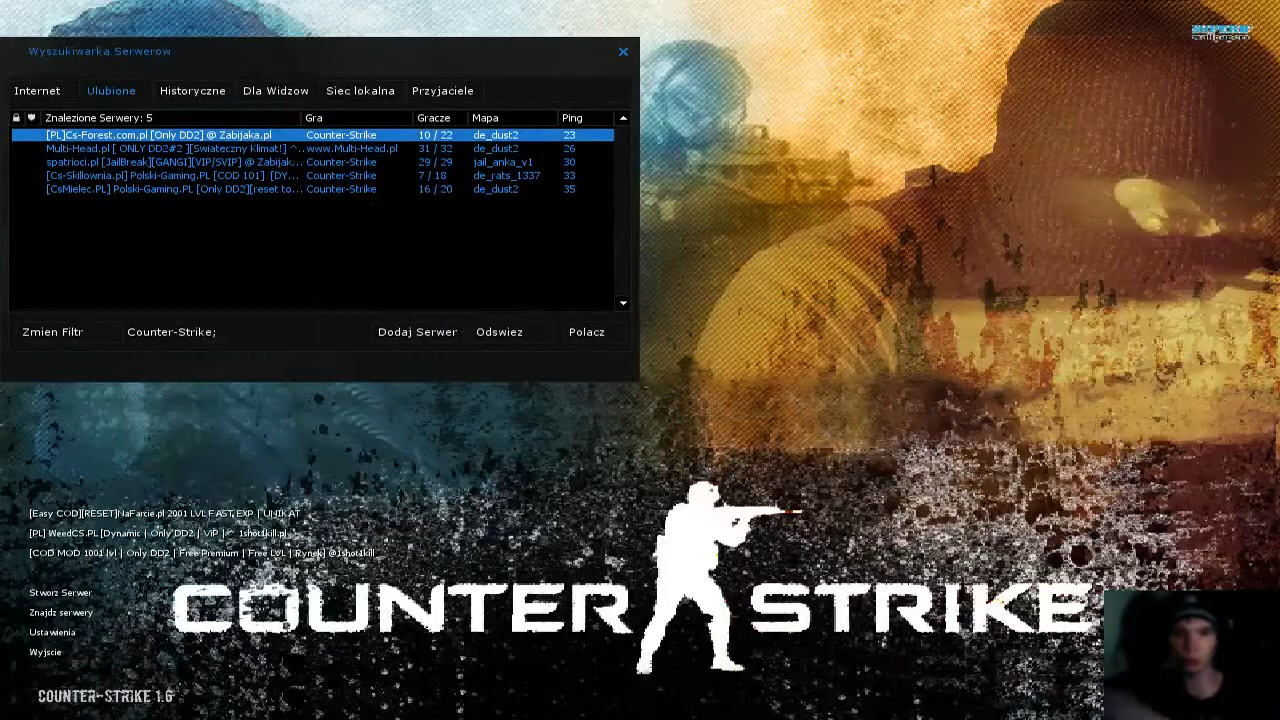 SUPERB
wallpapers
Wyszukiwarka Serwerow
Internet Ulubione Historyczne Dla Widzow Siec lokalna Przyjaciele
Znalezione Serwery: 5 Gra Gracze Mapa Ping
[PL]Cs-Forest.com.pl [Only DD2] @ Zabijaka.pl Counter-Strike 10 / 22 de_dust2 23
Multi-Head.pl [ ONLY DD2#2 ][Swiateczny Klimat!] ^... www.Multi-Head.pl 31 / 32 de_dust2 26
spatrioci.pl [JailBreak][GANGI][VIP/SVIP] @ Zabijak... Counter-Strike 29 / 29 jail_anka_v1 30
[Cs-Skillownia.pl] Polski-Gaming.PL [COD 101] [DY... Counter-Strike 7 / 18 de_rats_1337 33
[CsMielec.PL] Polski-Gaming.PL [Only DD2][reset to... Counter-Strike 16 / 20 de_dust2 35
Zmien Filtr Counter-Strike; Dodaj Serwer Odswiez Polacz
[Easy COD][RESET]NaFarcie.pl 2001 LVL FAST EXP | UNIKAT
[PL] WeedCS.PL [Dynamic | Only DD2 | ViP | ^ 1shot1kill.pl
[COD MOD 1001 lvl | Only DD2 | Free Premium | Free LvL | Rynek] @1shot1kill
Stworz Serwer
Znajdz serwery
Ustawienia
Wyjscie
COUNTER STRIKE
COUNTER-STRIKE 1.6